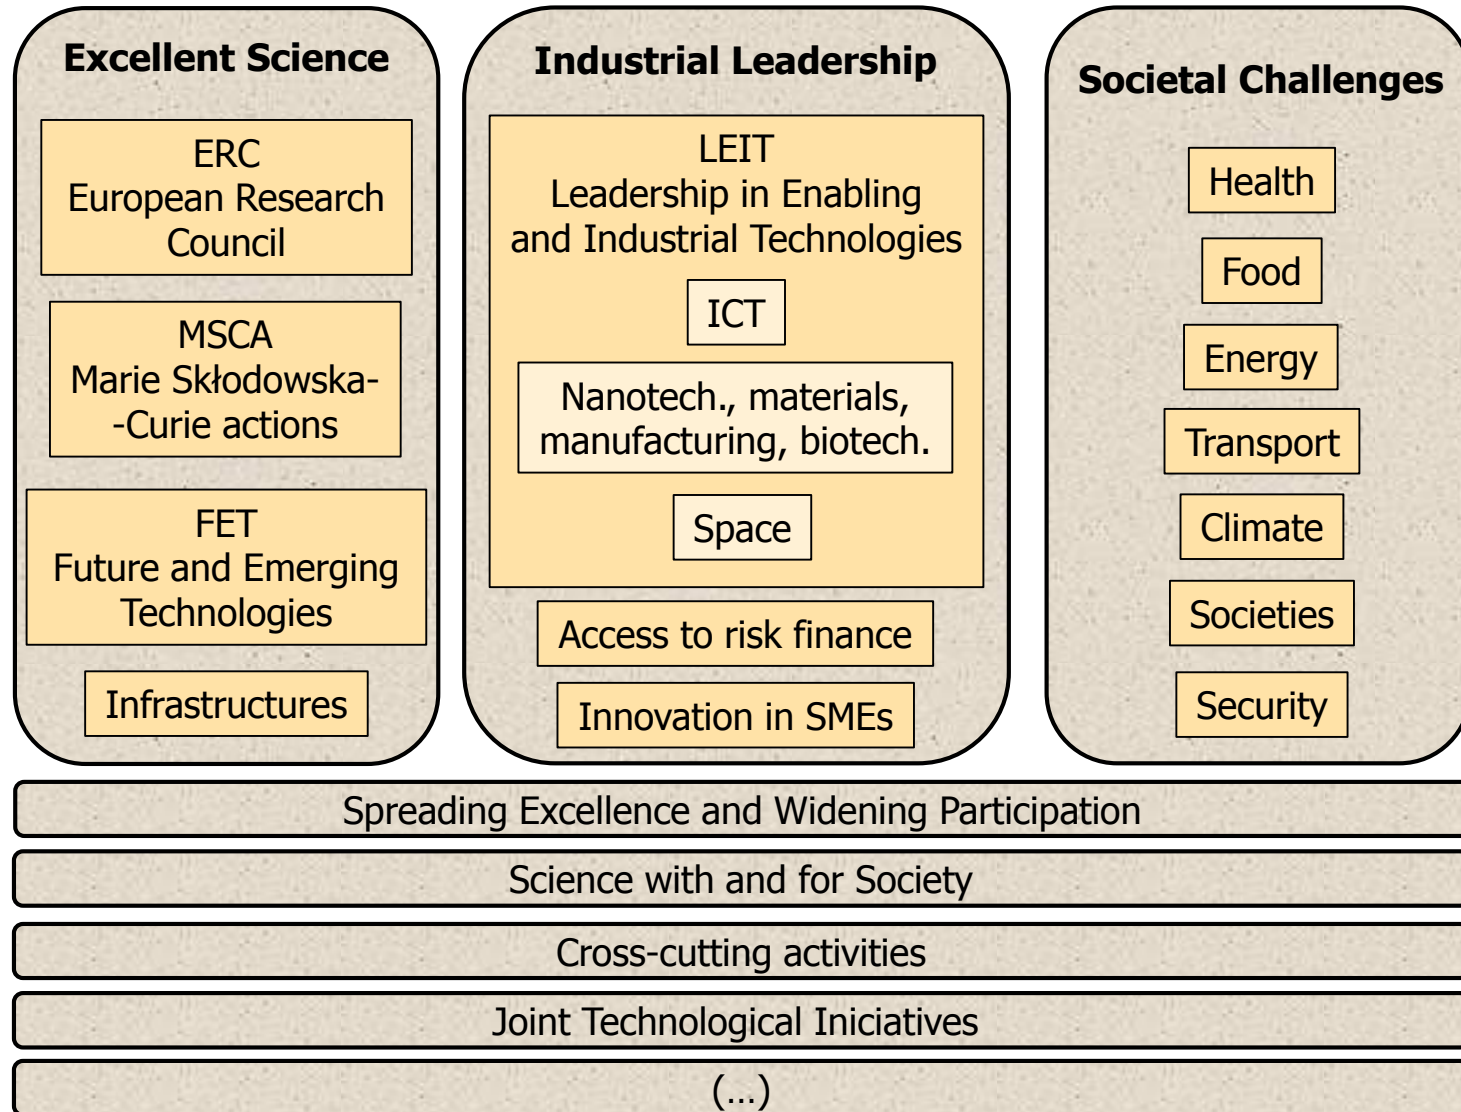 Excellent Science
ERC
European Research
Council
MSCA
Marie Skłodowska-
-Curie actions
FET
Future and Emerging
Technologies
Infrastructures
Industrial Leadership
LEIT
Leadership in Enabling
and Industrial Technologies
ICT
Nanotech., materials,
manufacturing, biotech.
Space
Access to risk finance
Innovation in SMEs
Societal Challenges
Health
Food
Energy
Transport
Climate
Societies
Security
Spreading Excellence and Widening Participation
Science with and for Society
Cross-cutting activities
Joint Technological Iniciatives
(...)